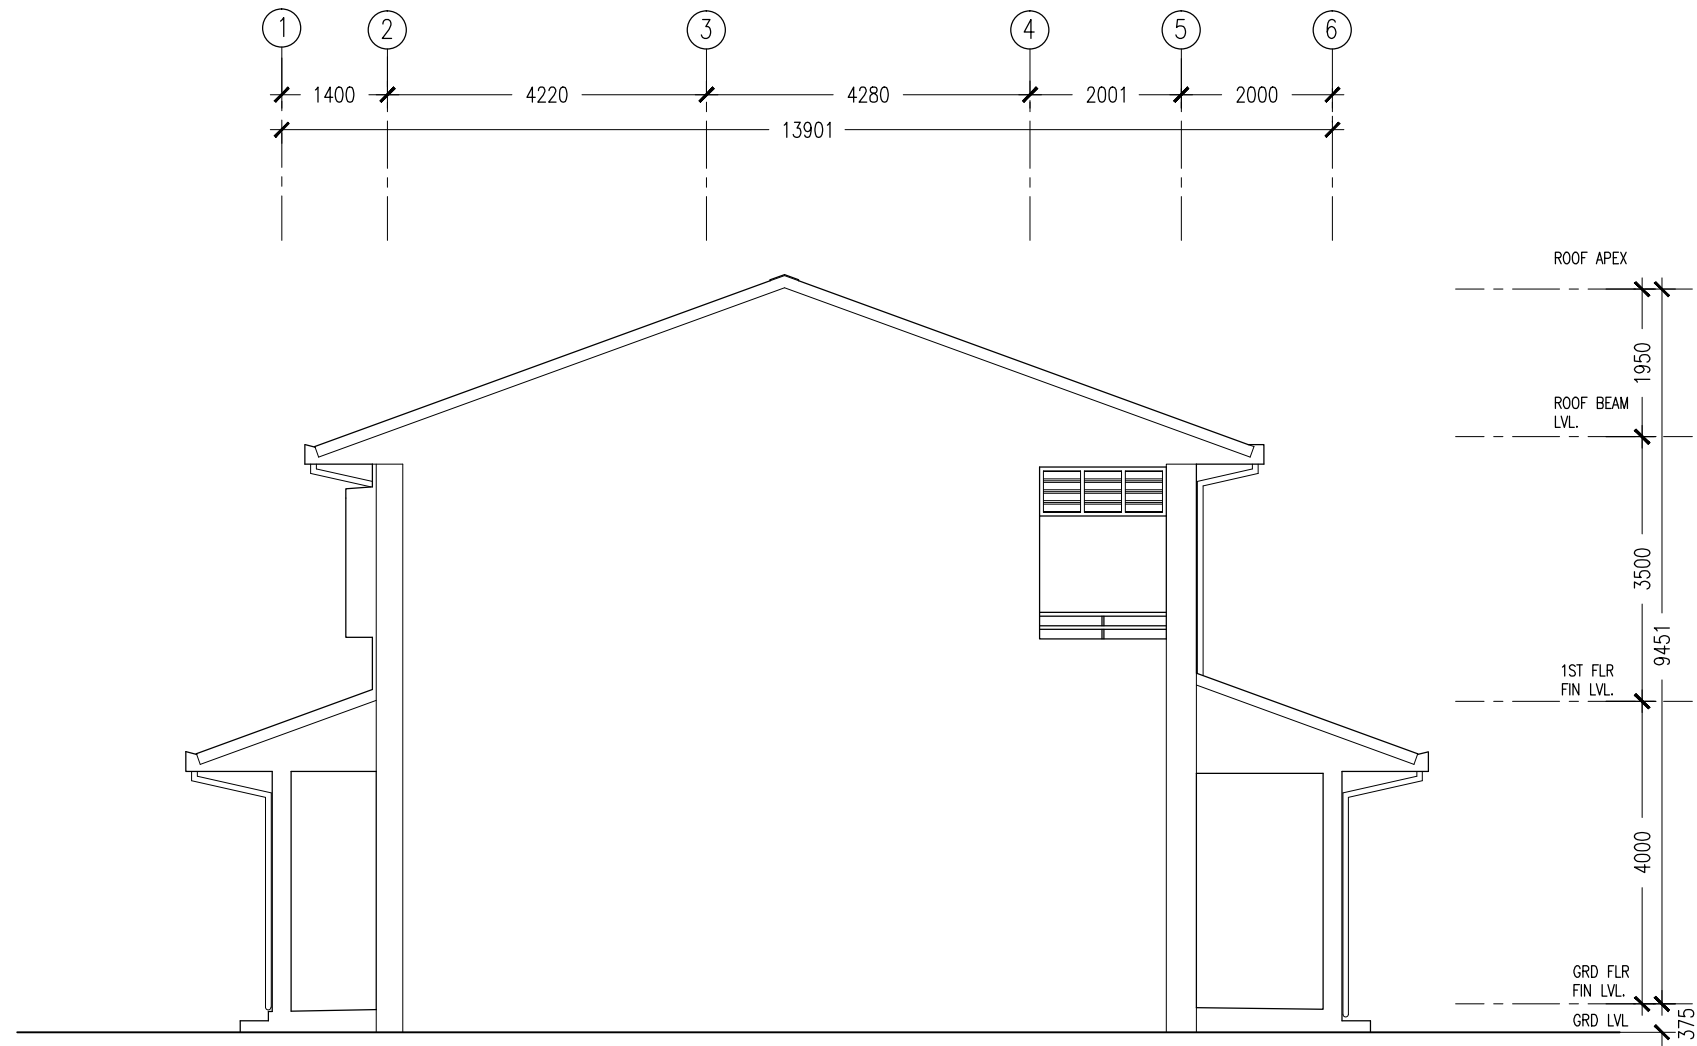 1 2 3 4 5 6
1400 4220 4280 2001 2000
13901
ROOF APEX
1950
ROOF BEAM
LVL.
3500
9451
1ST FLR
FIN LVL.
4000
GRD FLR
FIN LVL.
GRD LVL
375